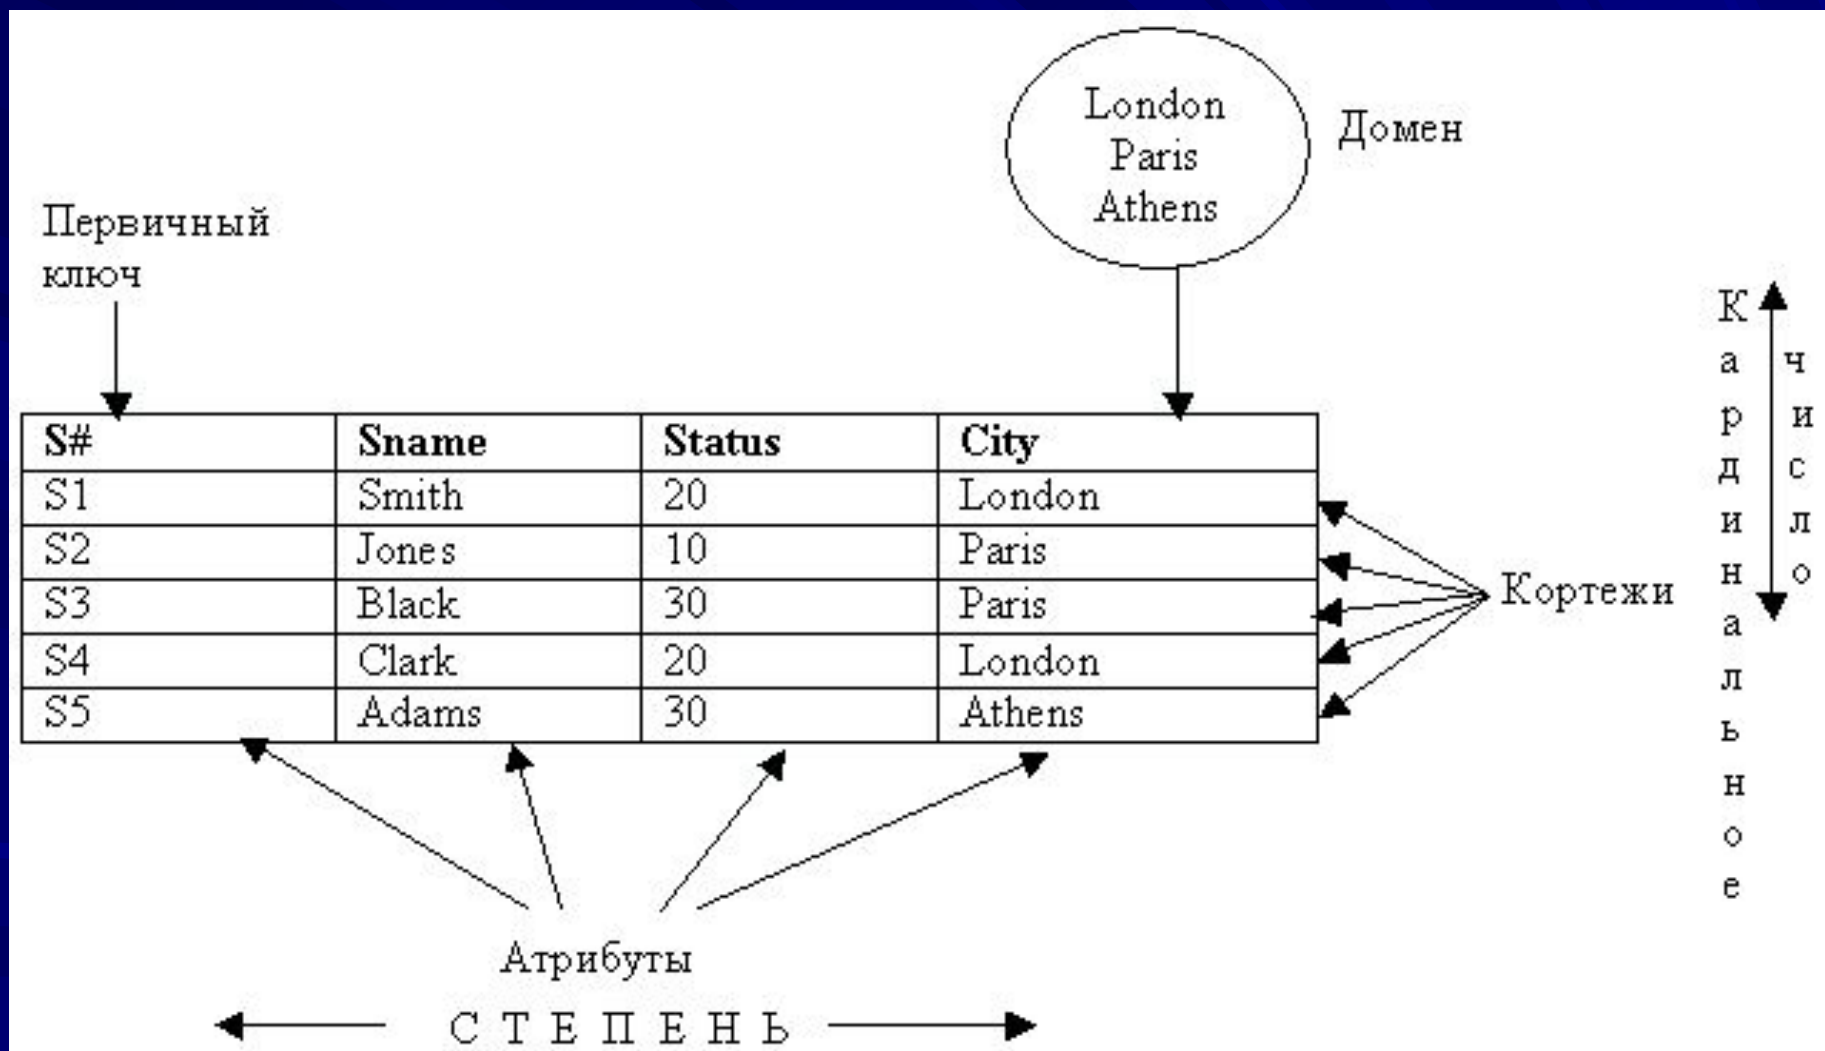 London
Paris
Athens
Домен
Первичный
ключ
S# Sname Status City
S1 Smith 20 London
S2 Jones 10 Paris
S3 Black 30 Paris
S4 Clark 20 London
S5 Adams 30 Athens
Кортежи
Кардинальное
число
Атрибуты
С Т Е П Е Н Ь